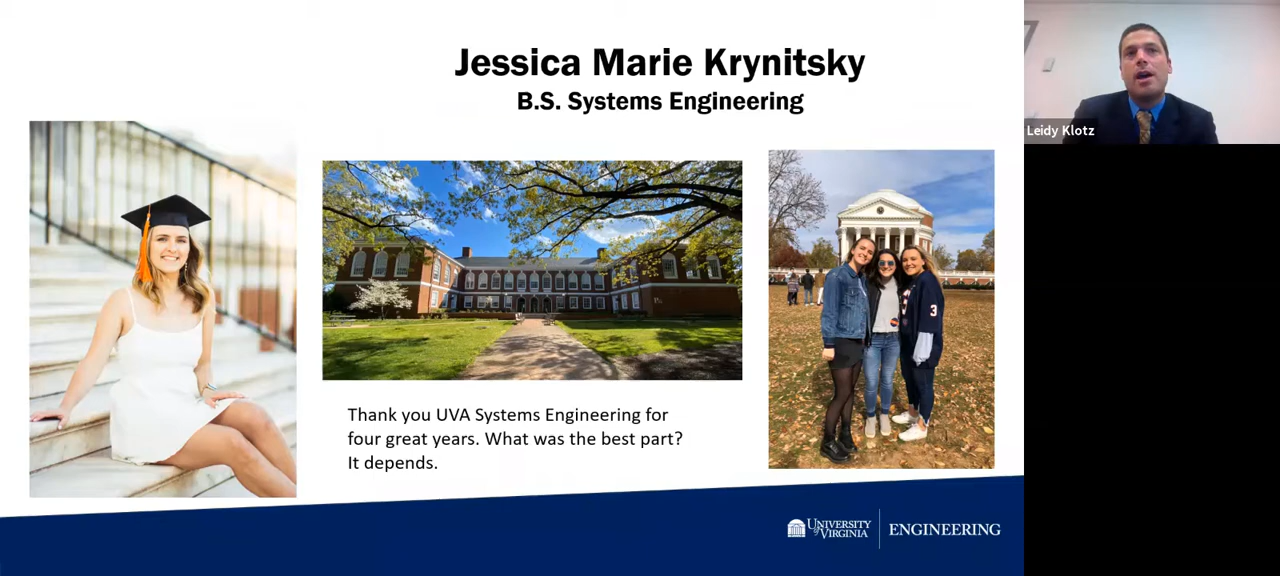 Jessica Marie Krynitsky
B.S. Systems Engineering
Leidy Klotz
3
Thank you UVA Systems Engineering for
four great years. What was the best part?
It depends.
UNIVERSITY
of VIRGINIA
ENGINEERING